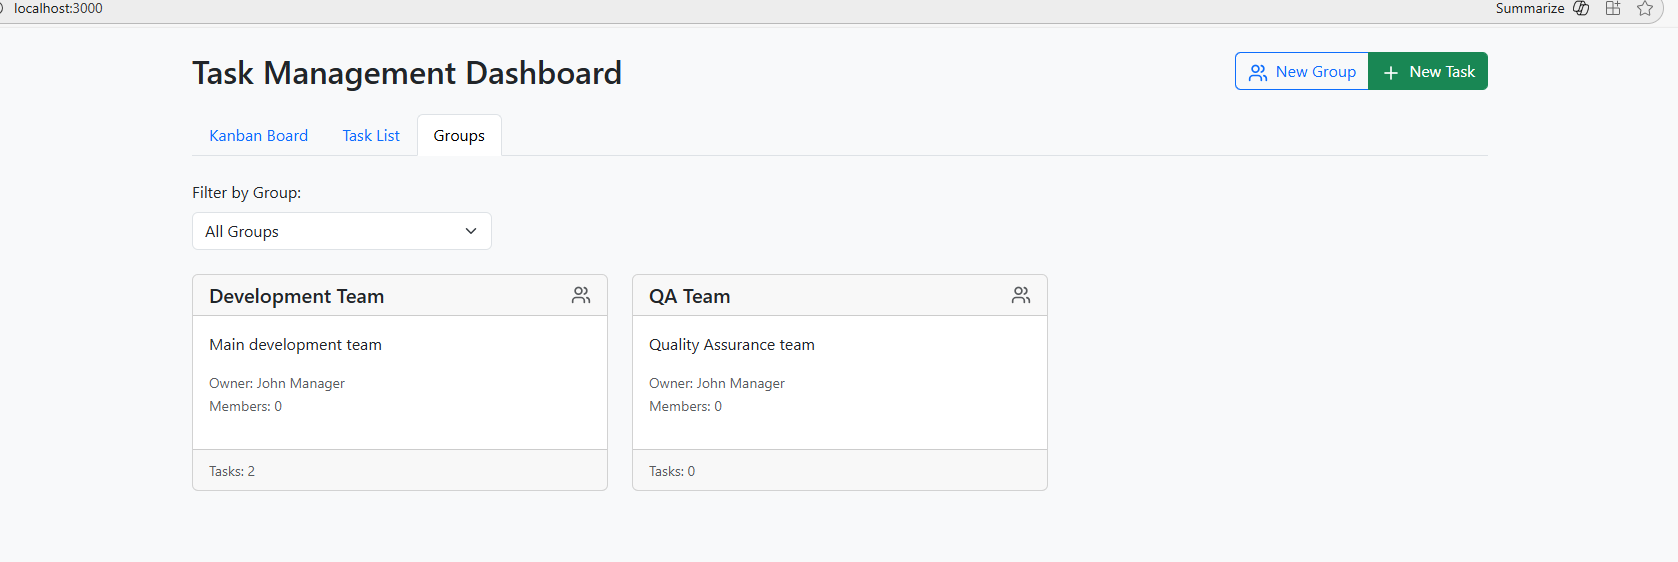 localhost:3000 Summarize
Task Management Dashboard
New Group New Task
Kanban Board Task List Groups
Filter by Group:
All Groups
Development Team
Main development team
Owner: John Manager
Members: 0
Tasks: 2
QA Team
Quality Assurance team
Owner: John Manager
Members: 0
Tasks: 0